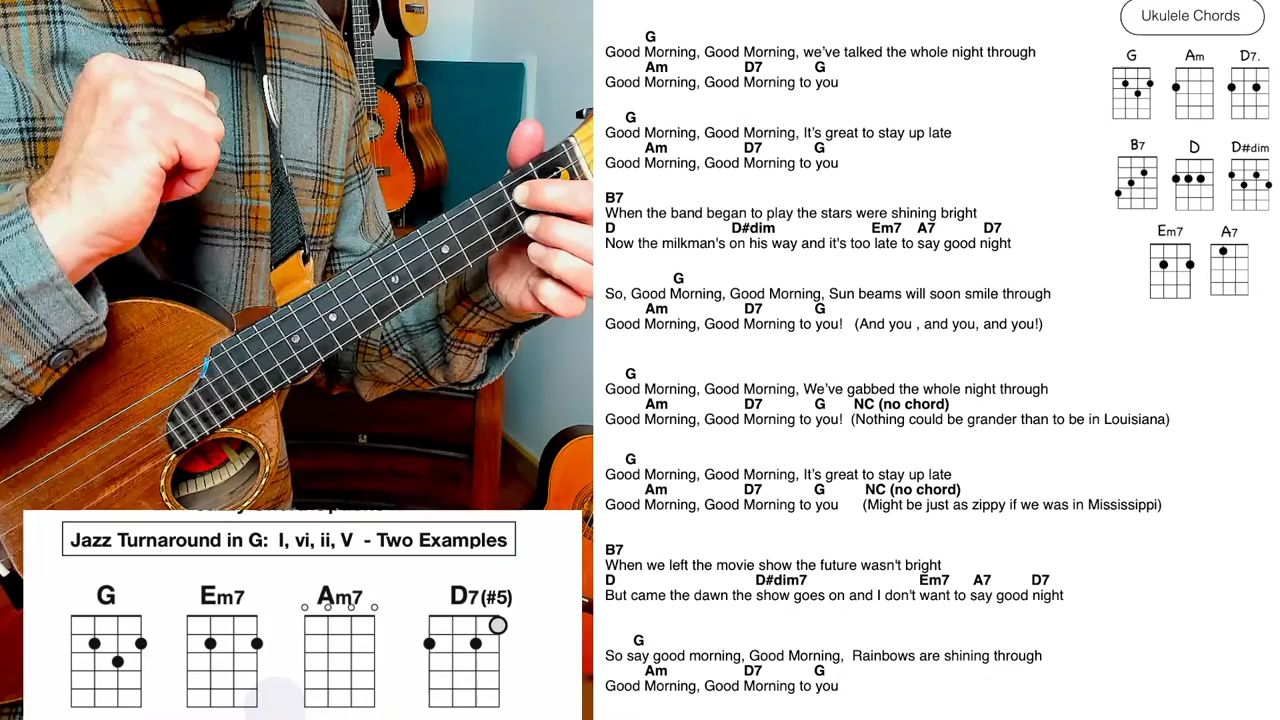 Ukulele Chords
G Am D7.
B7 D D#dim
Em7 A7
G
Good Morning, Good Morning, we've talked the whole night through
Am D7 G
Good Morning, Good Morning to you
G
Good Morning, Good Morning, It's great to stay up late
Am D7 G
Good Morning, Good Morning to you
B7
When the band began to play the stars were shining bright
D D#dim Em7 A7 D7
Now the milkman's on his way and it's too late to say good night
G
So, Good Morning, Good Morning, Sun beams will soon smile through
Am D7 G
Good Morning, Good Morning to you! (And you , and you, and you!)
G
Good Morning, Good Morning, We've gabbed the whole night through
Am D7 G NC (no chord)
Good Morning, Good Morning to you! (Nothing could be grander than to be in Louisiana)
G
Good Morning, Good Morning, It's great to stay up late
Am D7 G NC (no chord)
Good Morning, Good Morning to you (Might be just as zippy if we was in Mississippi)
B7
When we left the movie show the future wasn't bright
D D#dim7 Em7 A7 D7
But came the dawn the show goes on and I don't want to say good night
G
So say good morning, Good Morning, Rainbows are shining through
Am D7 G
Good Morning, Good Morning to you
Jazz Turnaround in G: I, vi, ii, V - Two Examples
G Em7 Am7 D7(#5)